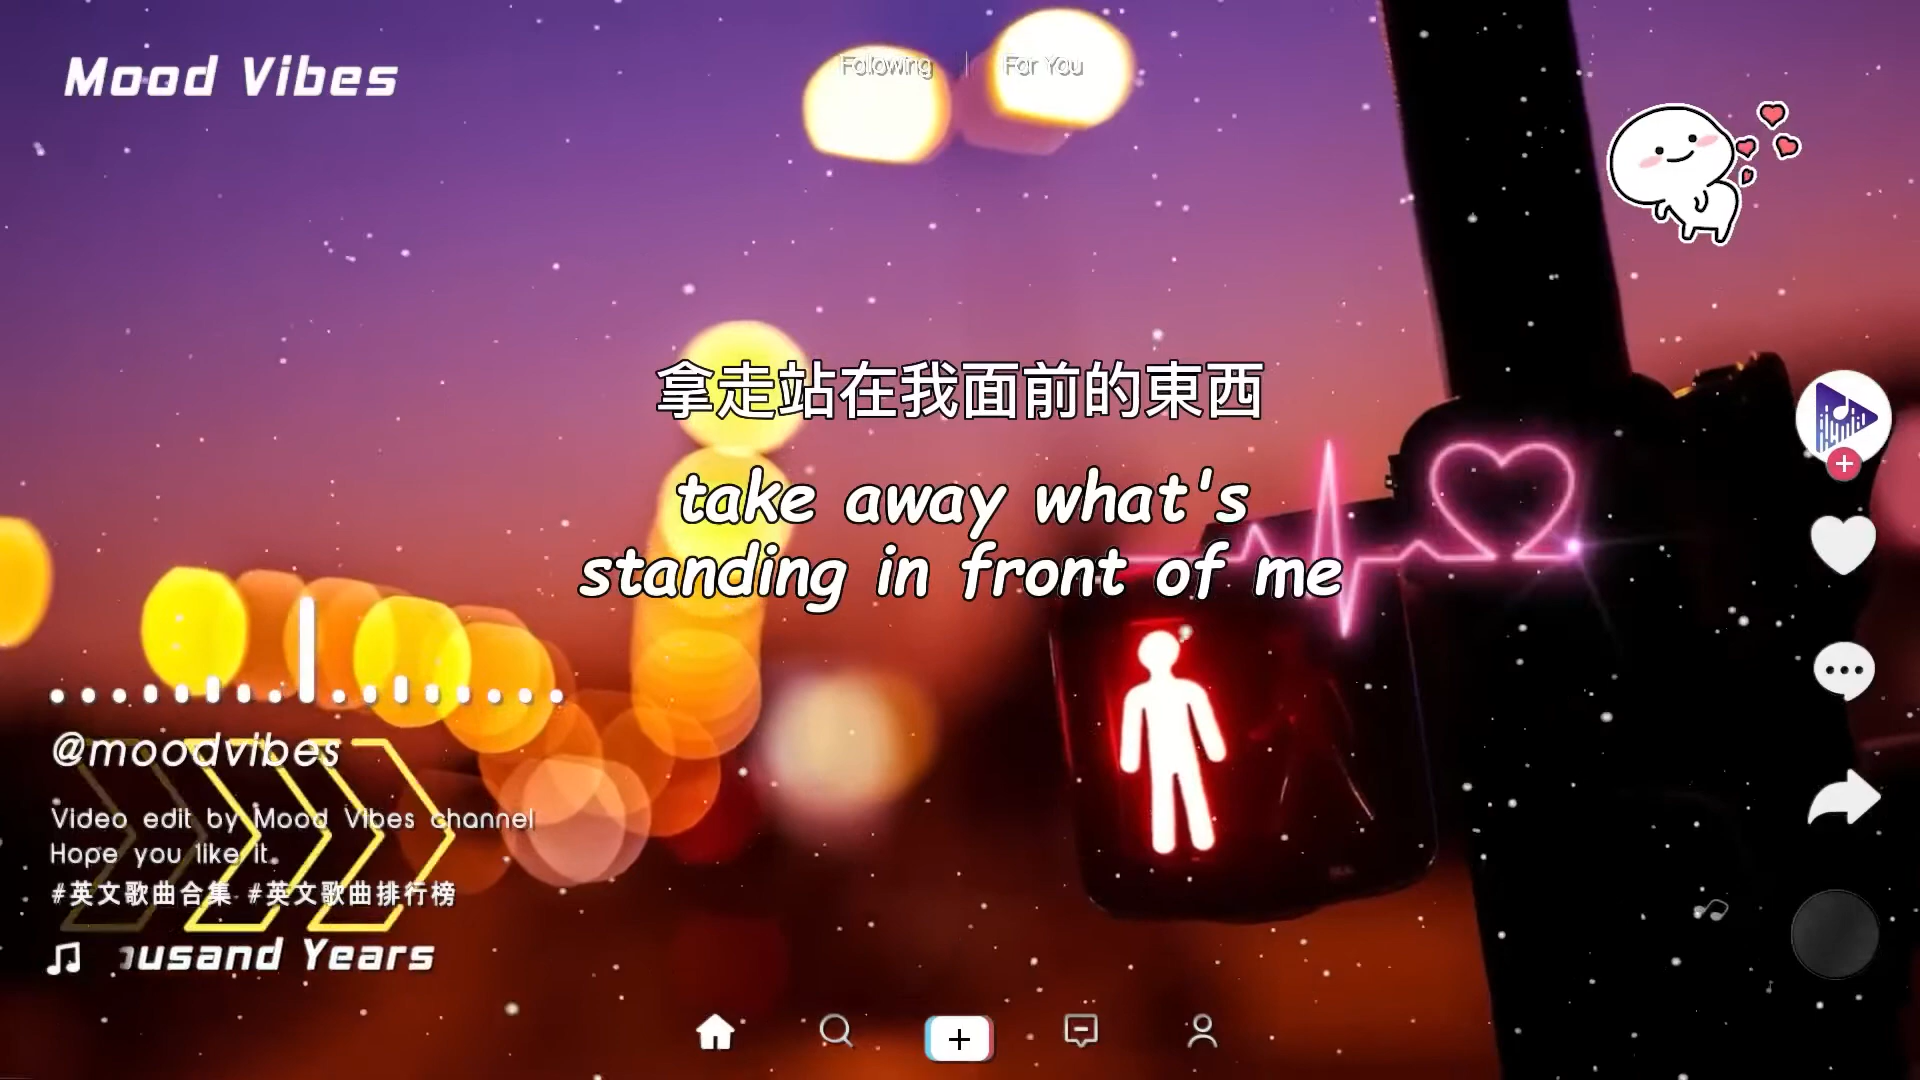 Mood Vibes
Following | For You
拿走站在我面前的東西
take away what's
standing in front of me
@moodvibes
Video edit by Mood Vibes channel
Hope you like it.
#英文歌曲合集 #英文歌曲排行榜
usand Years